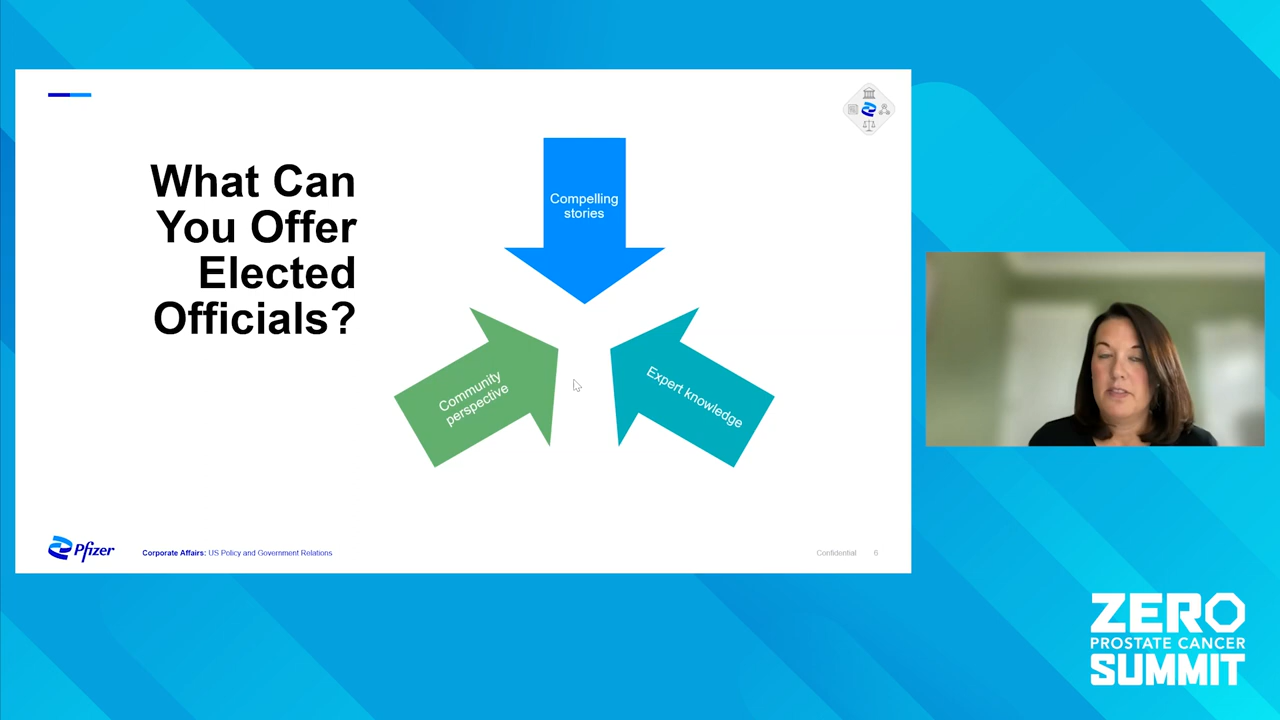 What Can
You Offer
Elected
Officials?
Compelling
stories
Community
perspective
Expert knowledge
Pfizer
Corporate Affairs: US Policy and Government Relations
Confidential
6
ZERO
PROSTATE CANCER
SUMMIT